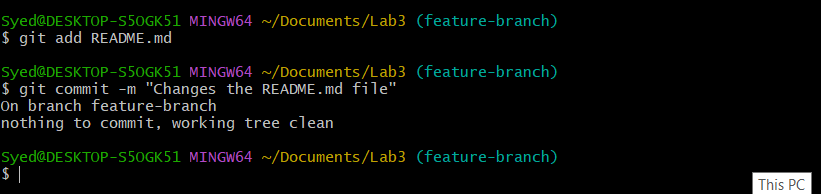 Syed@DESKTOP-S5OGK51 MINGW64 ~/Documents/Lab3 (feature-branch)
$ git add README.md
Syed@DESKTOP-S5OGK51 MINGW64 ~/Documents/Lab3 (feature-branch)
$ git commit -m "Changes the README.md file"
On branch feature-branch
nothing to commit, working tree clean
Syed@DESKTOP-S5OGK51 MINGW64 ~/Documents/Lab3 (feature-branch)
$
This PC